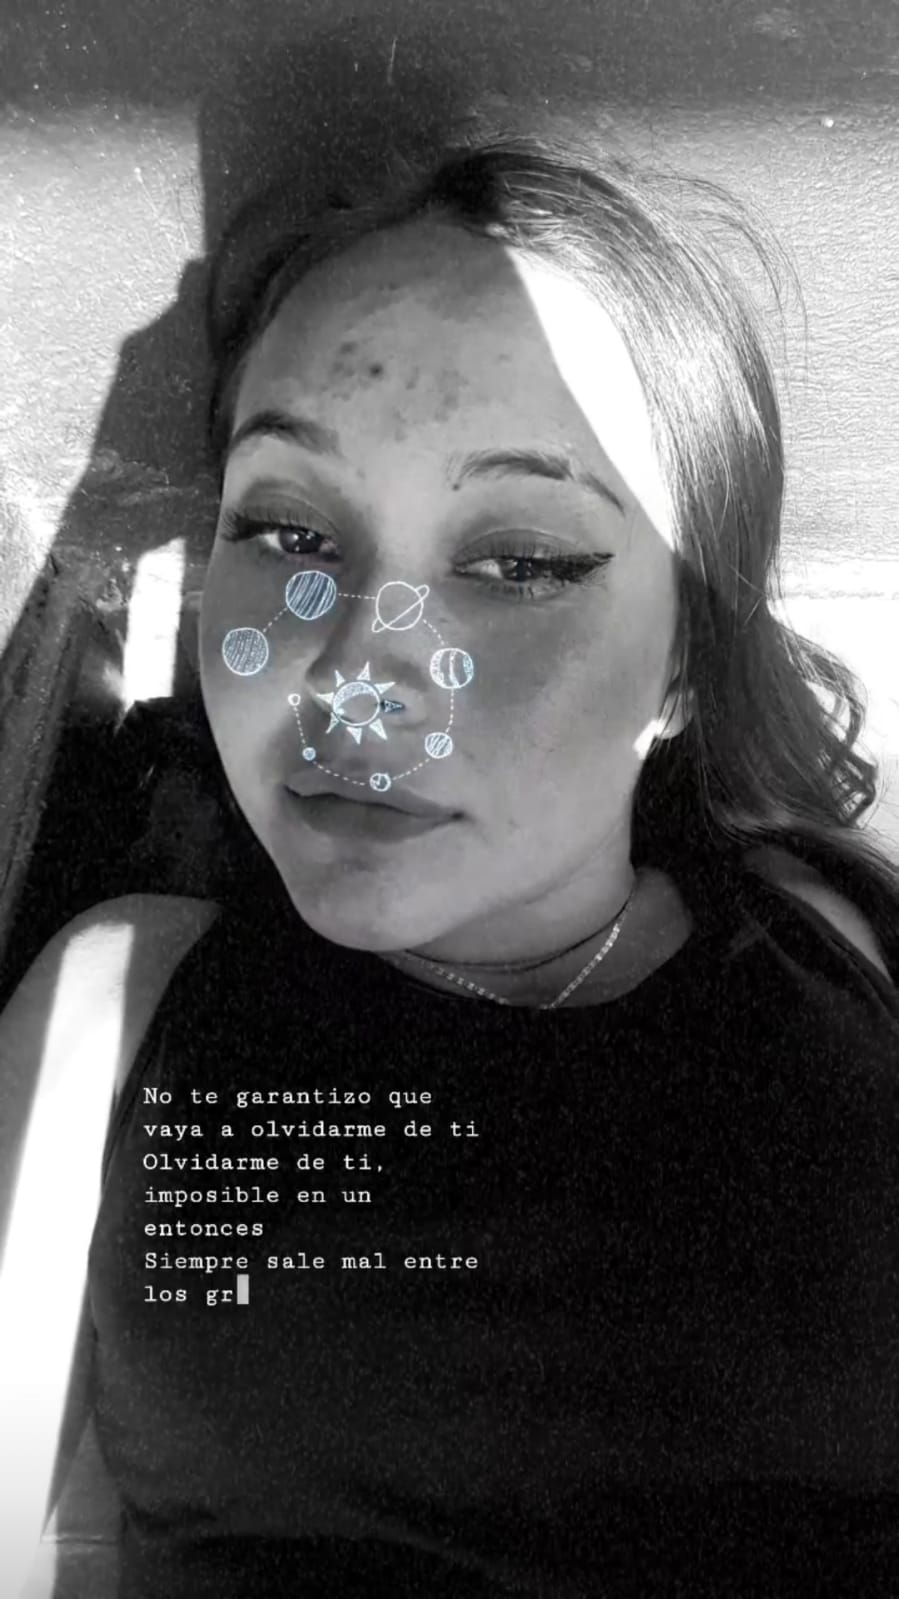 No te garantizo que
vaya a olvidarme de ti
Olvidarme de ti,
imposible en un
entonces
Siempre sale mal entre
los gr